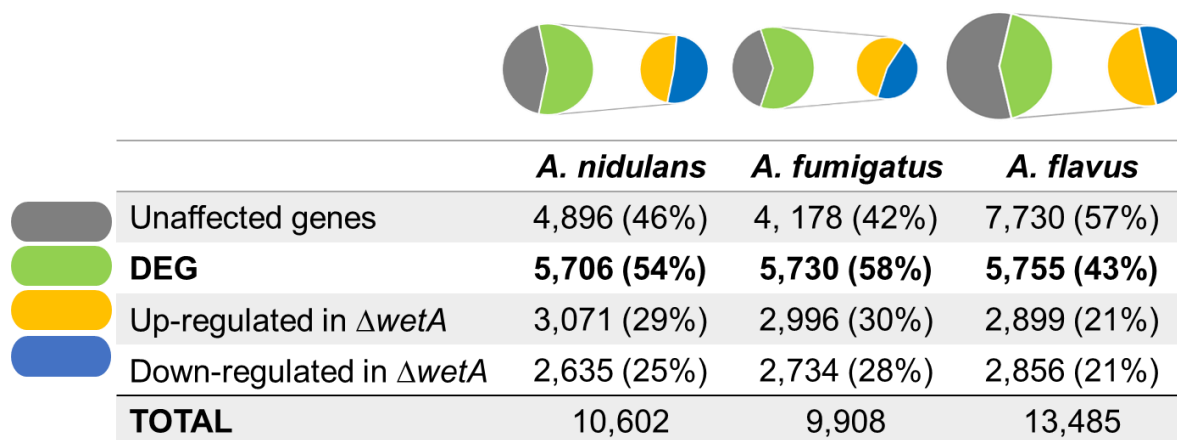 A. nidulans A. fumigatus A. flavus
Unaffected genes 4,896 (46%) 4, 178 (42%) 7,730 (57%)
DEG 5,706 (54%) 5,730 (58%) 5,755 (43%)
Up-regulated in ΔwetA 3,071 (29%) 2,996 (30%) 2,899 (21%)
Down-regulated in ΔwetA 2,635 (25%) 2,734 (28%) 2,856 (21%)
TOTAL 10,602 9,908 13,485